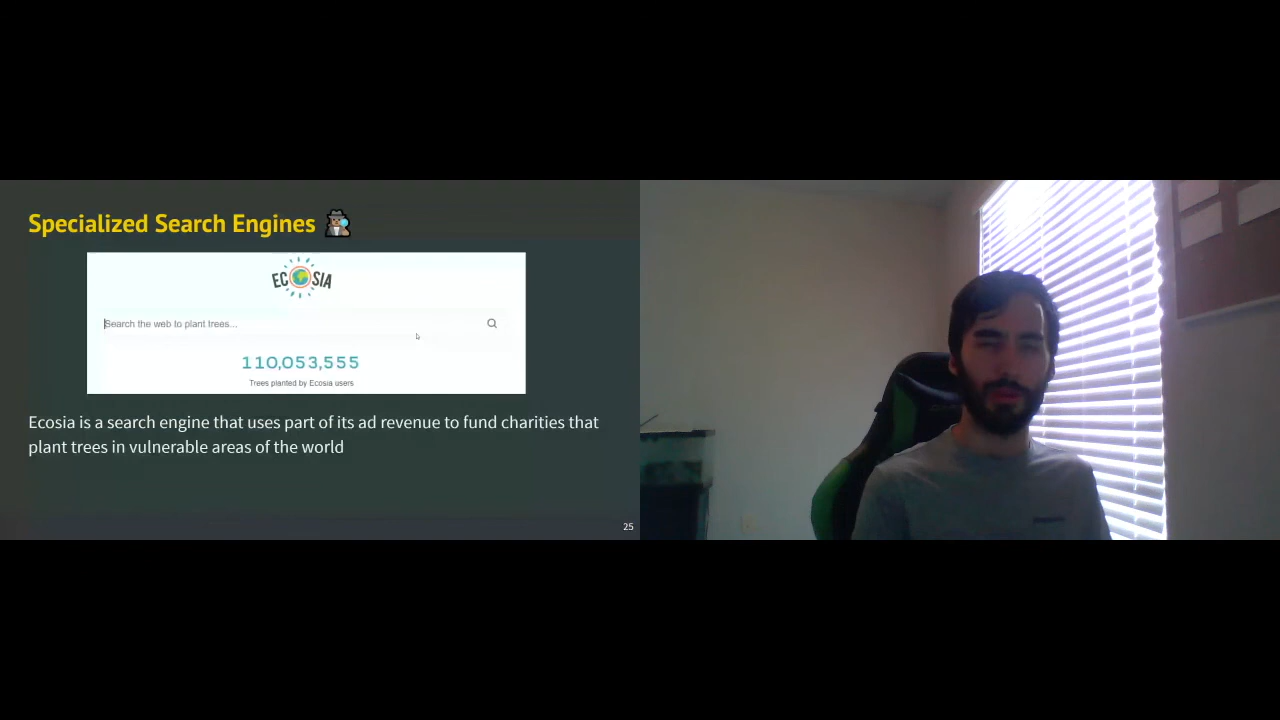 Specialized Search Engines
ECOSIA
Search the web to plant trees...
110,053,555
Trees planted by Ecosia users
Ecosia is a search engine that uses part of its ad revenue to fund charities that
plant trees in vulnerable areas of the world
25